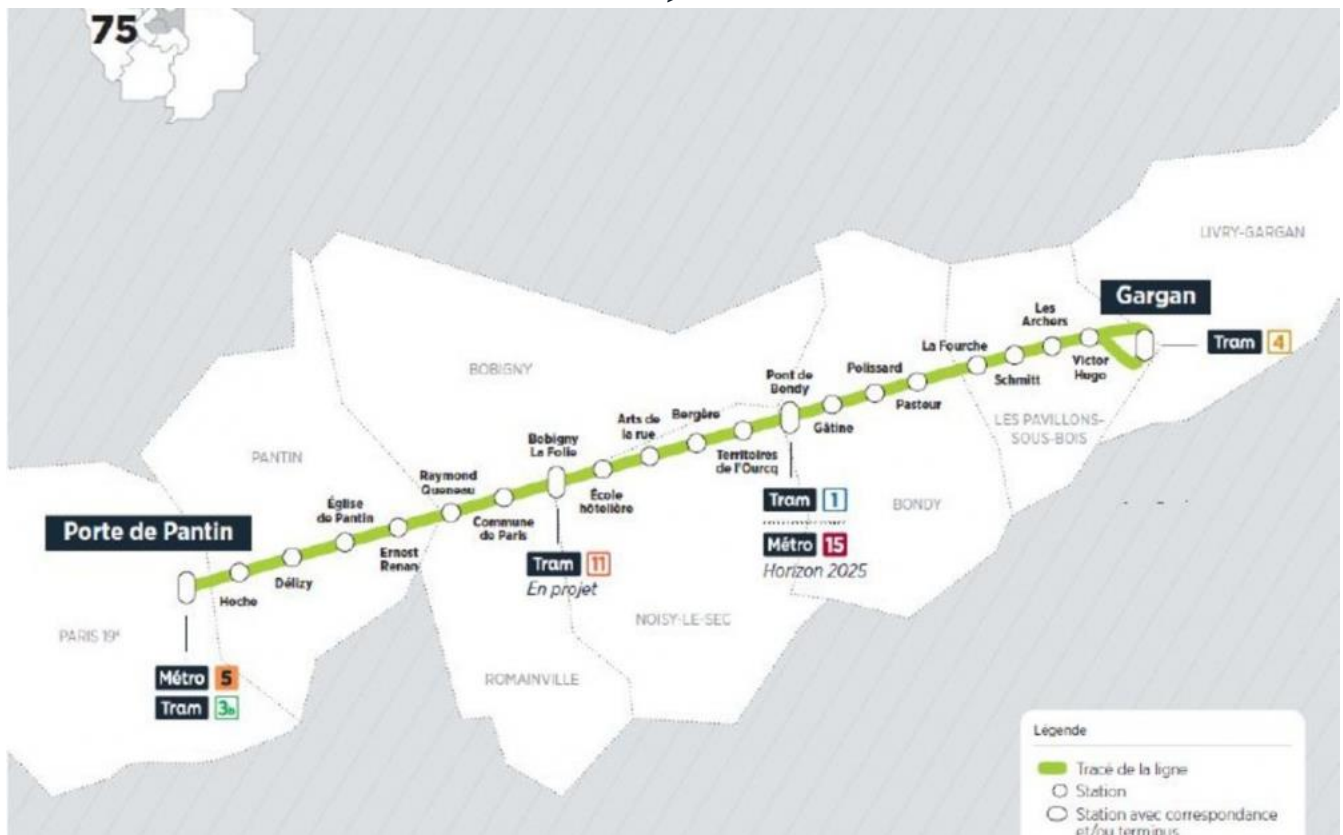 75
LIVRY-GARGAN
Gargan
Les
Archers
Tram 4
La Fourche
Victor
Hugo
Schmitt
Polissard
Pont de
Bondy
Pasteur
BOBIGNY
LES PAVILLONS-
SOUS-BOIS
Gâtine
Arts de
la rue
Bergère
Bobigny
La Folie
Territoires
de l'Ourcq
PANTIN
Raymond
Queneau
École
hôtelière
Tram 1
BONDY
Église
de Pantin
Commune
de Paris
Porte de Pantin
Métro 15
Horizon 2025
Ernest
Renan
Tram 11
En projet
Délizy
Hoche
NOISY-LE-SEC
PARIS 19e
Métro 5
Tram 3b
ROMAINVILLE
Légende
Tracé de la ligne
Station
Station avec correspondance
et/ou terminus